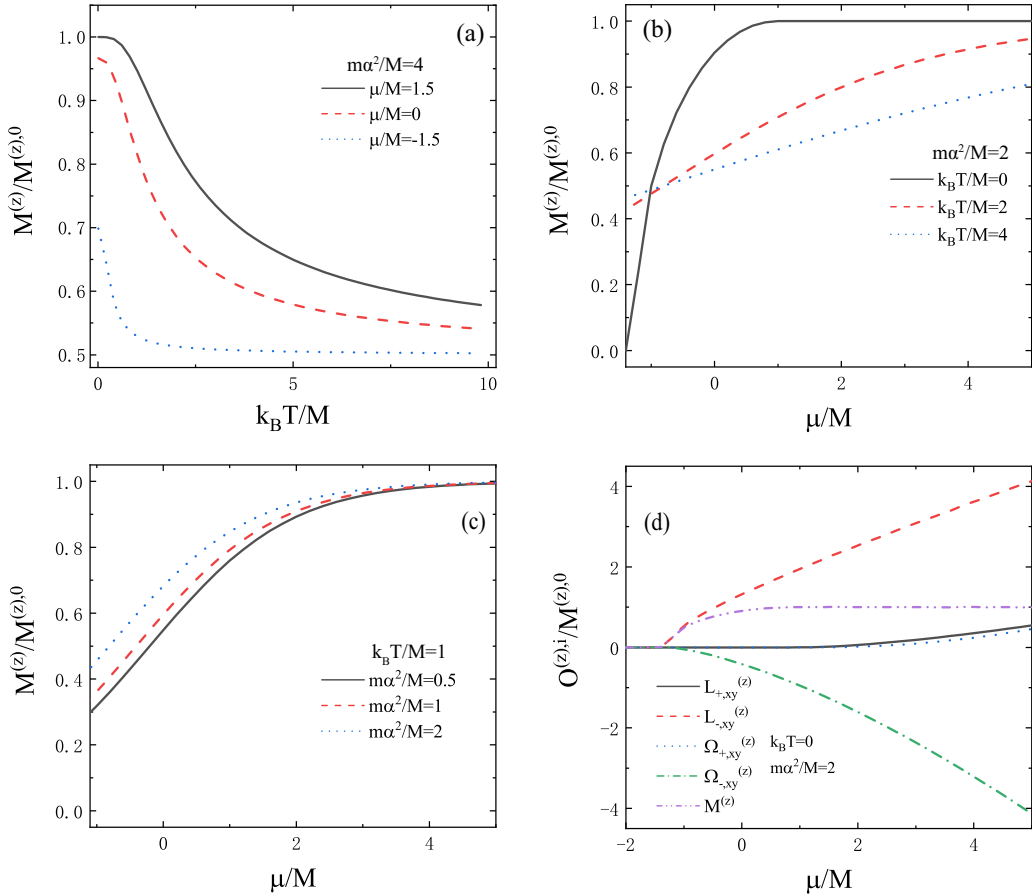 (a)
mα²/M=4
μ/M=1.5
μ/M=0
μ/M=-1.5
1.0
0.9
0.8
0.7
0.6
0.5
0
5
10
k_BT/M
M^(z)/M^(z),0
(b)
mα²/M=2
k_BT/M=0
k_BT/M=2
k_BT/M=4
1.0
0.8
0.6
0.4
0.2
0.0
0
2
4
μ/M
M^(z)/M^(z),0
(c)
k_BT/M=1
mα²/M=0.5
mα²/M=1
mα²/M=2
1.0
0.8
0.6
0.4
0.2
0.0
0
2
4
μ/M
M^(z)/M^(z),0
(d)
L_+,xy^(z)
L_-,xy^(z)
Ω_+,xy^(z) k_BT=0
Ω_-,xy^(z) mα²/M=2
M^(z)
4
2
0
-2
-4
-2
0
2
4
μ/M
O^(z),i/M^(z),0